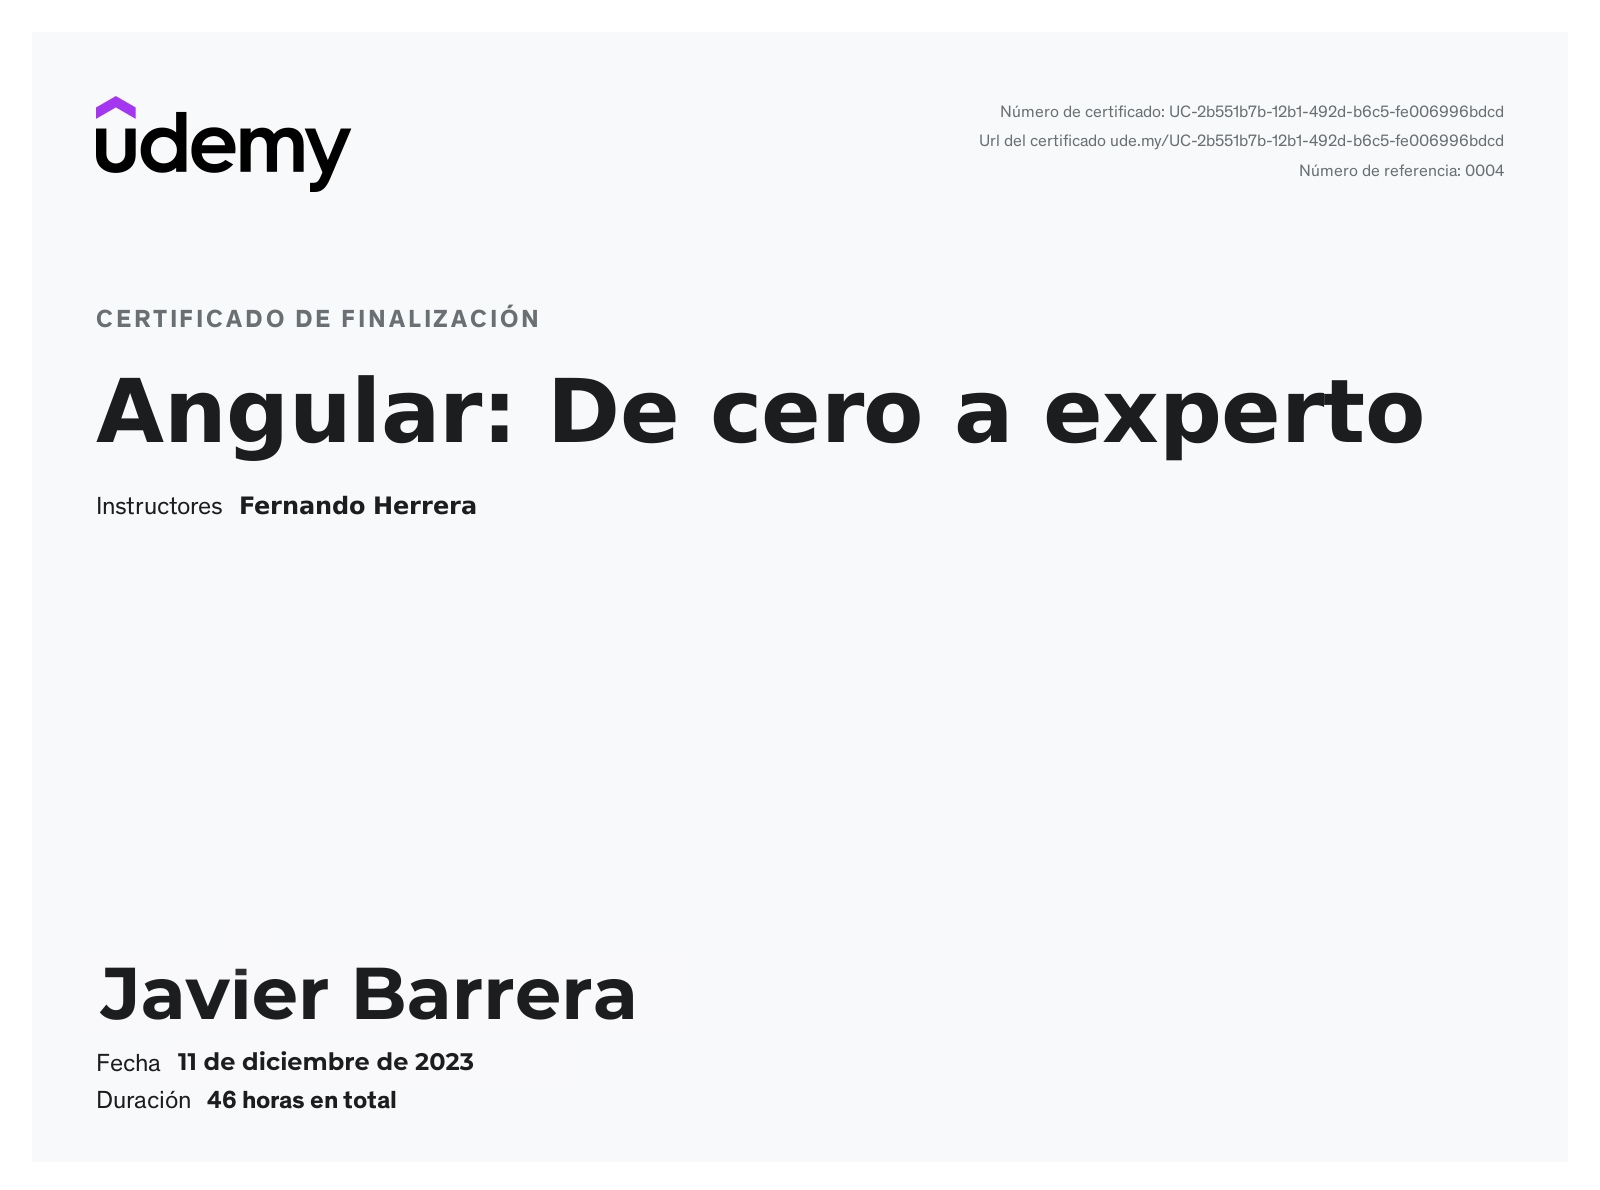 udemy
Número de certificado: UC-2b551b7b-12b1-492d-b6c5-fe006996bdcd
Url del certificado ude.my/UC-2b551b7b-12b1-492d-b6c5-fe006996bdcd
Número de referencia: 0004
CERTIFICADO DE FINALIZACIÓN
Angular: De cero a experto
Instructores Fernando Herrera
Javier Barrera
Fecha 11 de diciembre de 2023
Duración 46 horas en total